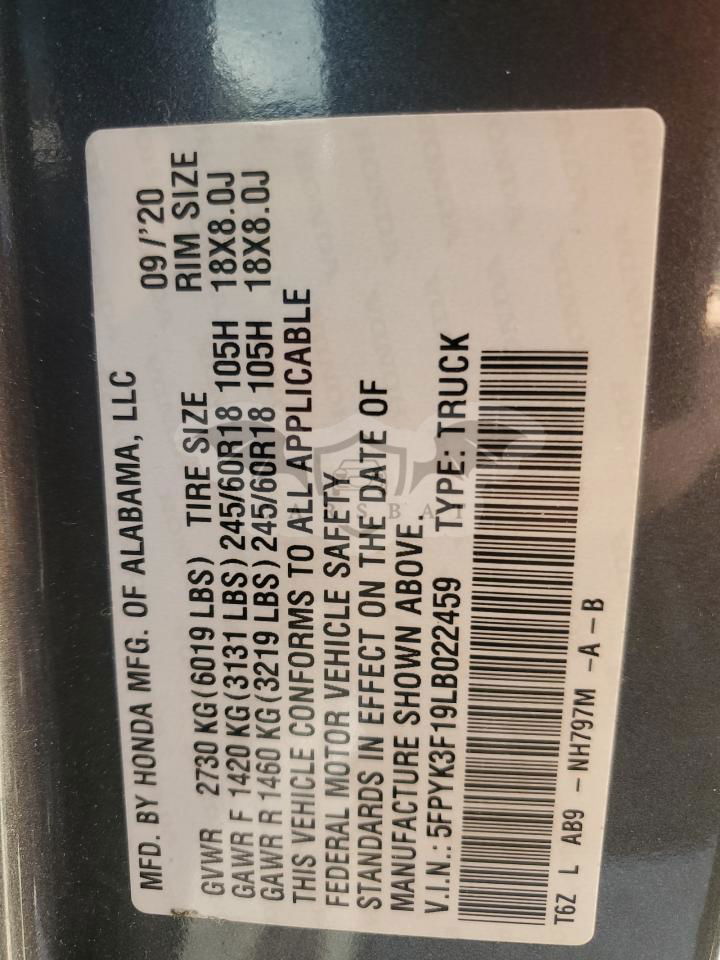 MFD. BY HONDA MFG. OF ALABAMA, LLC 09/'20
GVWR 2730 KG (6019 LBS) TIRE SIZE RIM SIZE
GAWR F 1420 KG (3131 LBS) 245/60R18 105H 18X8.0J
GAWR R 1460 KG (3219 LBS) 245/60R18 105H 18X8.0J
THIS VEHICLE CONFORMS TO ALL APPLICABLE
FEDERAL MOTOR VEHICLE SAFETY
STANDARDS IN EFFECT ON THE DATE OF
MANUFACTURE SHOWN ABOVE.
V.I.N.: 5FPYK3F19LB022459 TYPE: TRUCK
T6Z L AB9 - NH797M - A - B